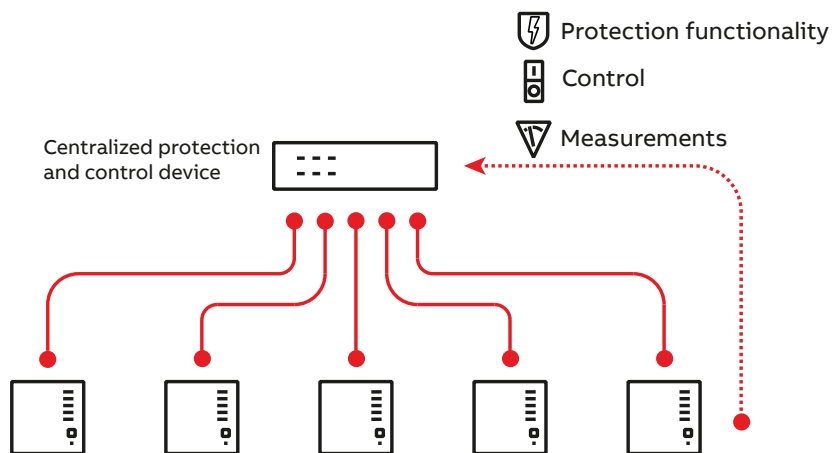 Protection functionality
Control
Measurements
Centralized protection
and control device